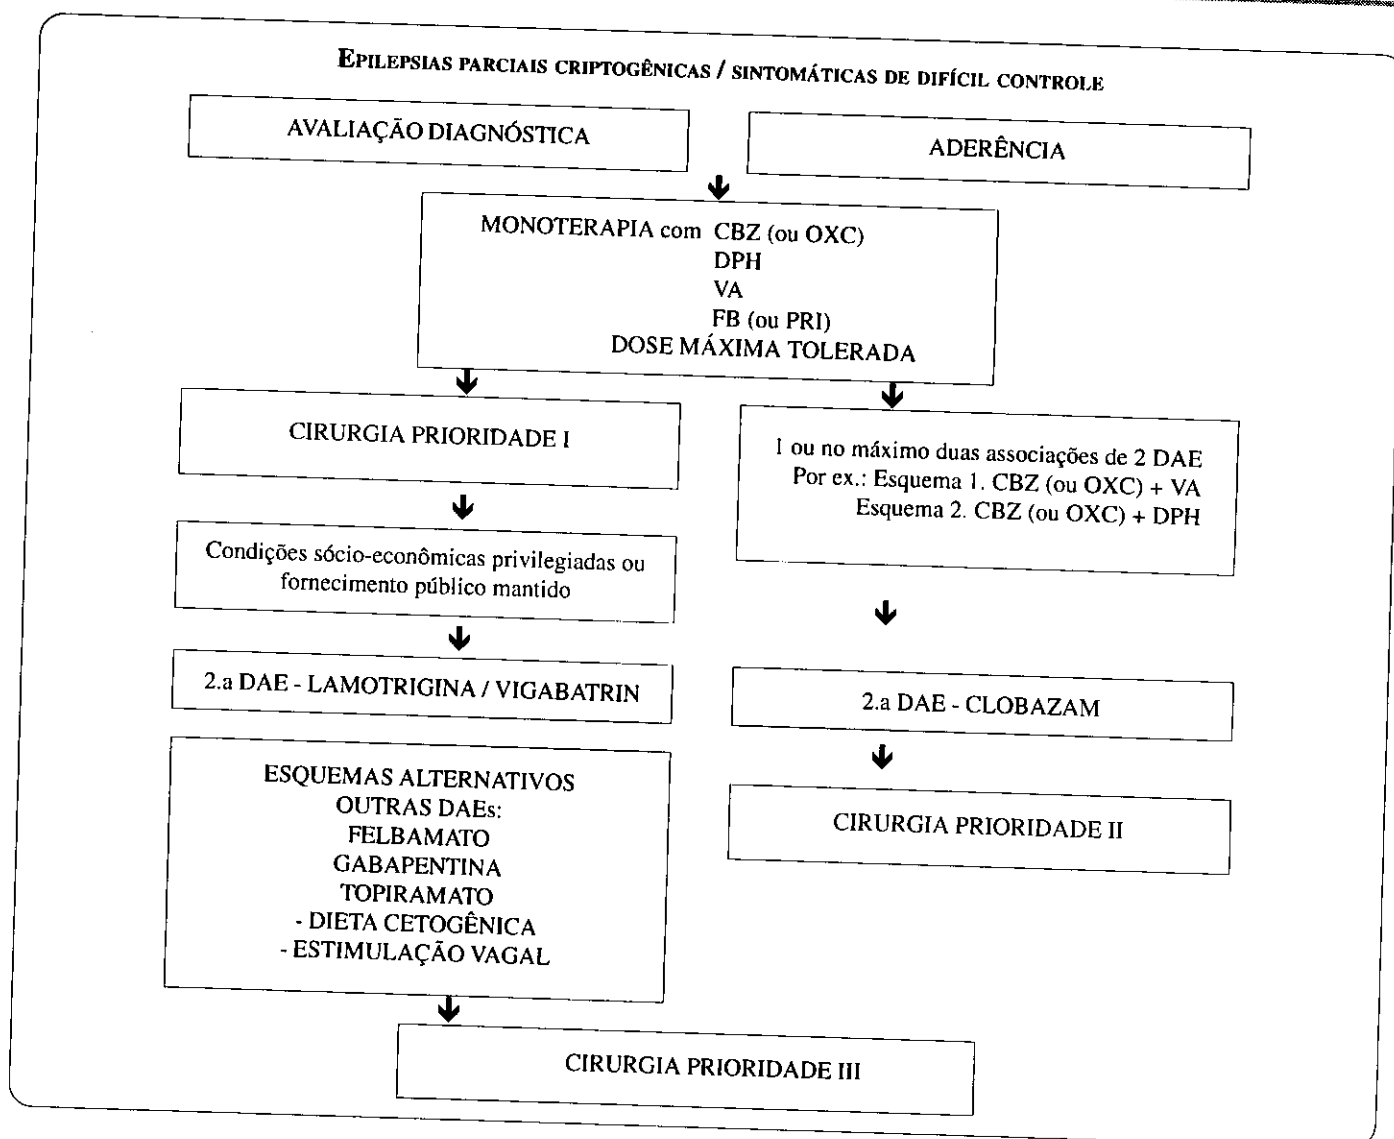 EPILEPSIAS PARCIAIS CRIPTOGÊNICAS / SINTOMÁTICAS DE DIFÍCIL CONTROLE
AVALIAÇÃO DIAGNÓSTICA
ADERÊNCIA
MONOTERAPIA com CBZ (ou OXC)
DPH
VA
FB (ou PRI)
DOSE MÁXIMA TOLERADA
CIRURGIA PRIORIDADE I
1 ou no máximo duas associações de 2 DAE
Por ex.: Esquema 1. CBZ (ou OXC) + VA
Esquema 2. CBZ (ou OXC) + DPH
Condições sócio-econômicas privilegiadas ou
fornecimento público mantido
2.a DAE - LAMOTRIGINA / VIGABATRIN
2.a DAE - CLOBAZAM
ESQUEMAS ALTERNATIVOS
OUTRAS DAEs:
FELBAMATO
GABAPENTINA
TOPIRAMATO
- DIETA CETOGÊNICA
- ESTIMULAÇÃO VAGAL
CIRURGIA PRIORIDADE II
CIRURGIA PRIORIDADE III